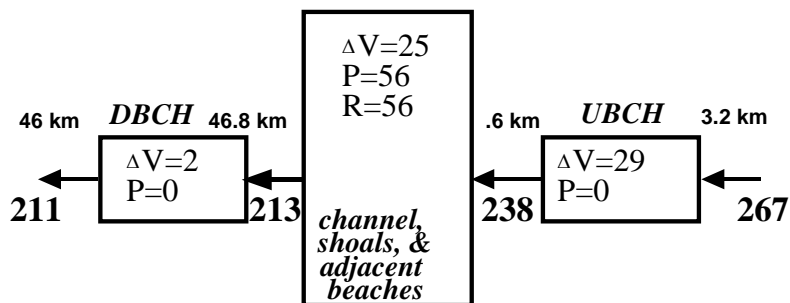 ΔV=25
P=56
R=56
46 km DBCH 46.8 km .6 km UBCH 3.2 km
ΔV=2 ΔV=29
P=0 P=0
211 213 238 267
channel,
shoals, &
adjacent
beaches